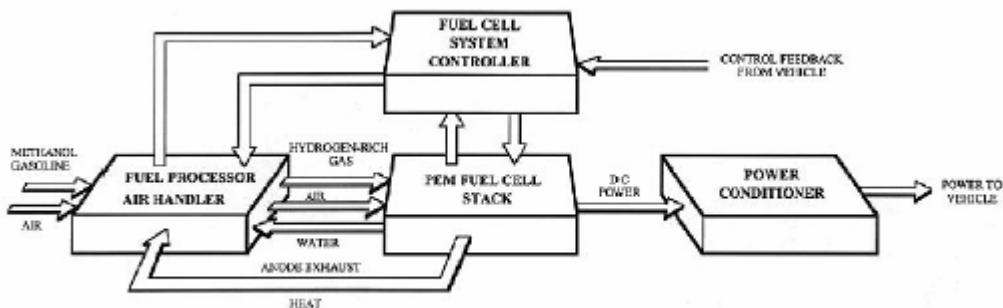 FUEL CELL
SYSTEM
CONTROLLER
CONTROL FEEDBACK
FROM VEHICLE
METHANOL
GASOLINE
AIR
FUEL PROCESSOR
AIR HANDLER
HYDROGEN-RICH
GAS
AIR
WATER
ANODE EXHAUST
HEAT
PEM FUEL CELL
STACK
D/C
POWER
POWER
CONDITIONER
POWER TO
VEHICLE